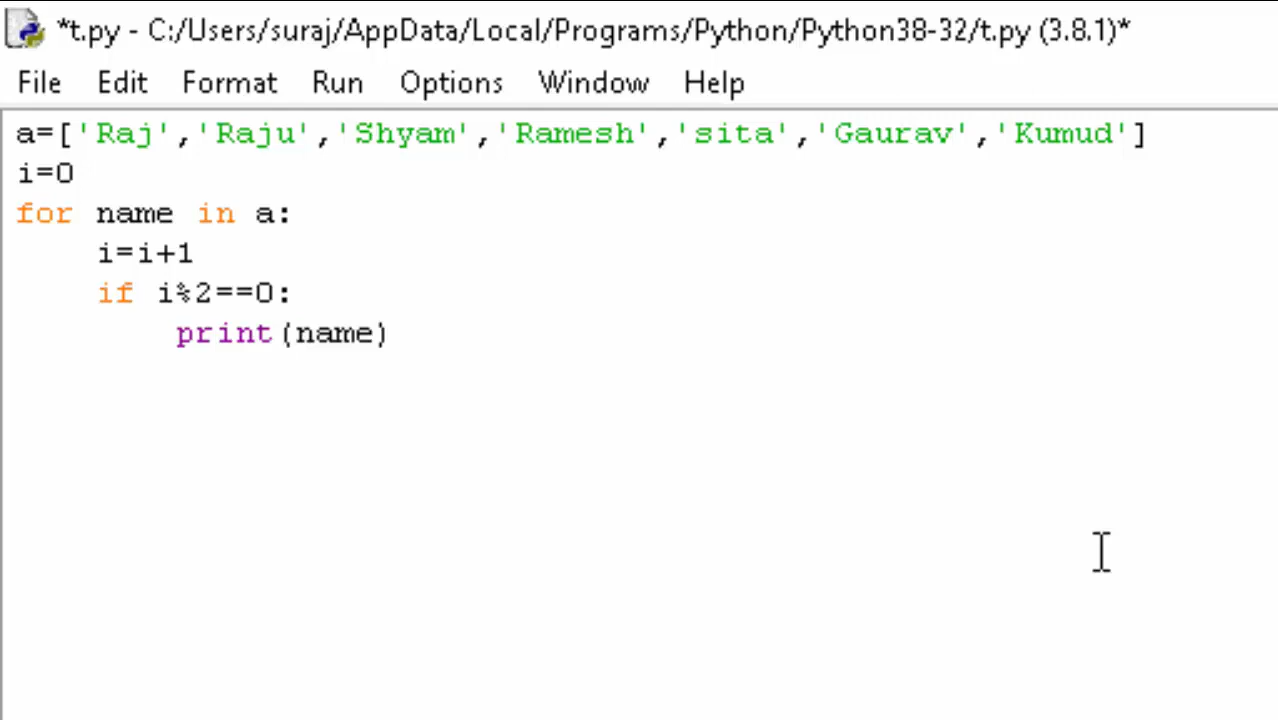 *t.py - C:/Users/suraj/AppData/Local/Programs/Python/Python38-32/t.py (3.8.1)*
File Edit Format Run Options Window Help
a=['Raj','Raju','Shyam','Ramesh','sita','Gaurav','Kumud']
i=0
for name in a:
    i=i+1
    if i%2==0:
        print(name)